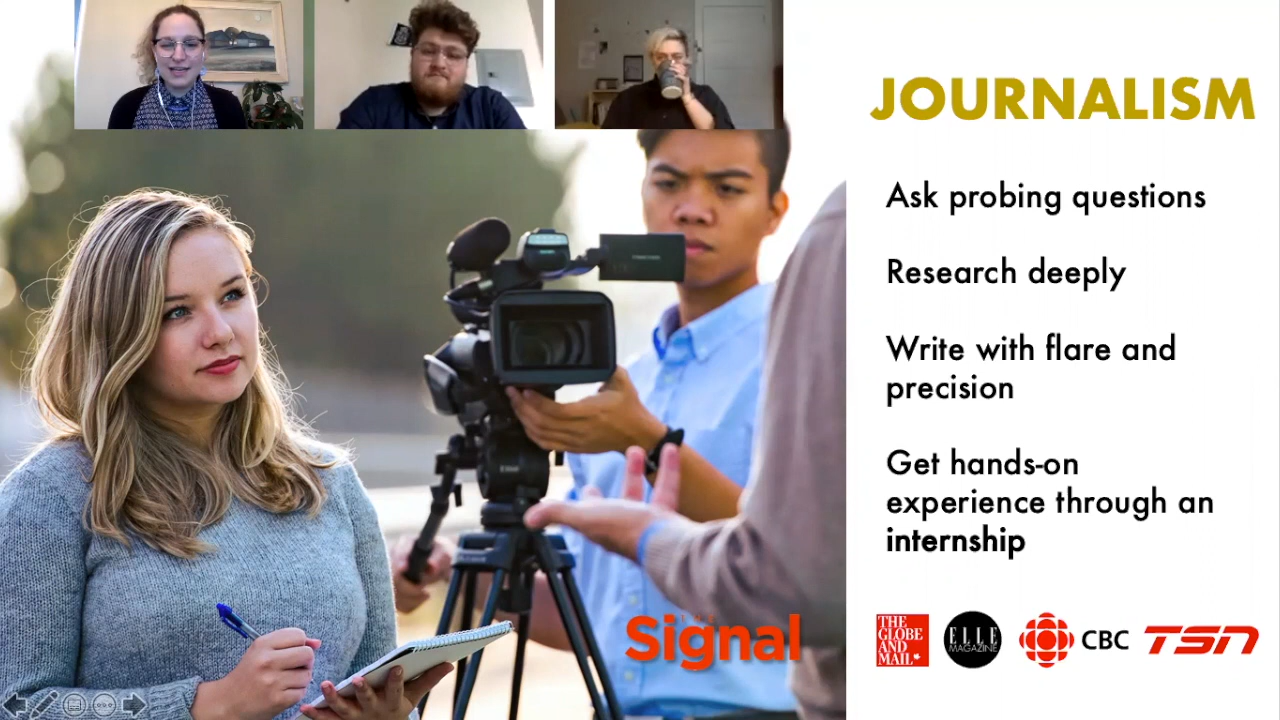 JOURNALISM
Ask probing questions
Research deeply
Write with flare and
precision
Get hands-on
experience through an
internship
THE
Signal
THE
GLOBE
AND
MAIL
ELLE
MAGAZINE
CBC
TSN